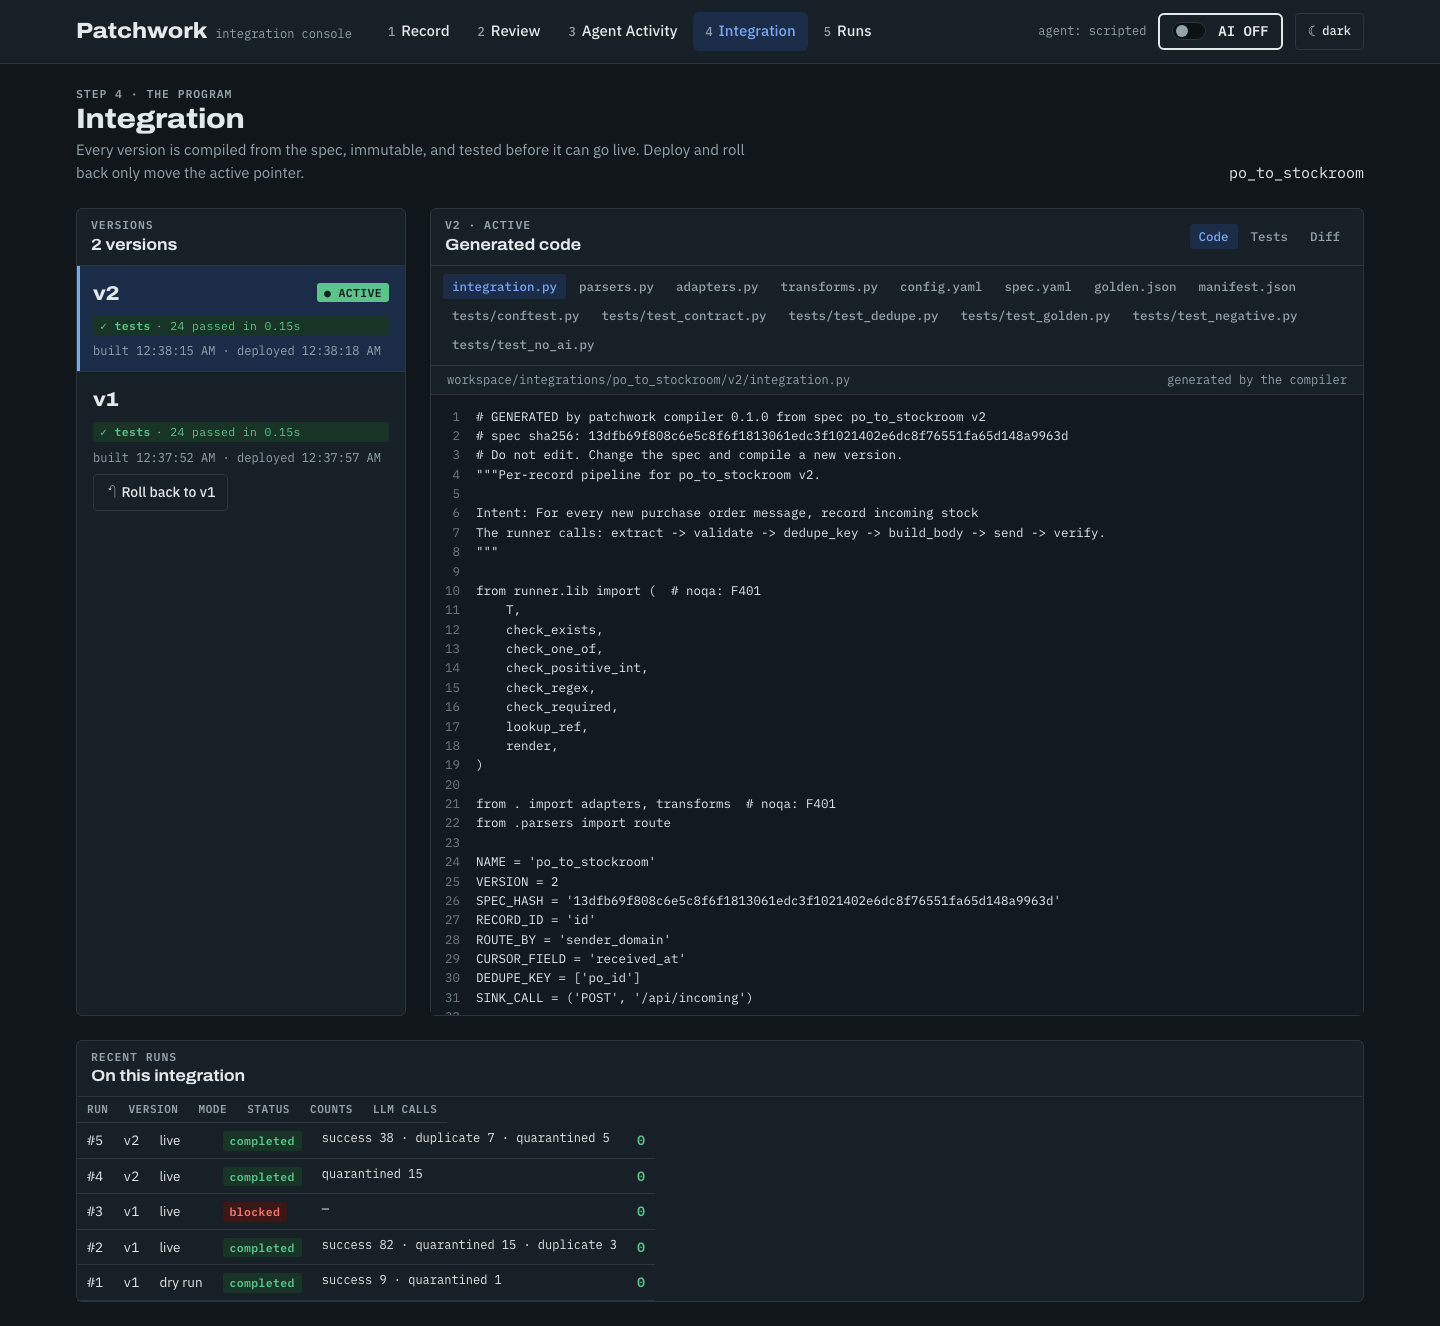 Patchwork integration console 1 Record 2 Review 3 Agent Activity 4 Integration 5 Runs agent: scripted AI OFF ☾ dark
STEP 4 · THE PROGRAM
Integration
Every version is compiled from the spec, immutable, and tested before it can go live. Deploy and roll
back only move the active pointer.
po_to_stockroom
VERSIONS
2 versions
v2 ● ACTIVE
✓ tests · 24 passed in 0.15s
built 12:38:15 AM · deployed 12:38:18 AM
v1
✓ tests · 24 passed in 0.15s
built 12:37:52 AM · deployed 12:37:57 AM
Roll back to v1
V2 · ACTIVE
Generated code
Code Tests Diff
integration.py parsers.py adapters.py transforms.py config.yaml spec.yaml golden.json manifest.json
tests/conftest.py tests/test_contract.py tests/test_dedupe.py tests/test_golden.py tests/test_negative.py
tests/test_no_ai.py
workspace/integrations/po_to_stockroom/v2/integration.py generated by the compiler
1 # GENERATED by patchwork compiler 0.1.0 from spec po_to_stockroom v2
2 # spec sha256: 13dfb69f808c6e5c8f6f1813061edc3f1021402e6dc8f76551fa65d148a9963d
3 # Do not edit. Change the spec and compile a new version.
4 """Per-record pipeline for po_to_stockroom v2.
5
6 Intent: For every new purchase order message, record incoming stock
7 The runner calls: extract -> validate -> dedupe_key -> build_body -> send -> verify.
8 """
9
10 from runner.lib import (  # noqa: F401
11     T,
12     check_exists,
13     check_one_of,
14     check_positive_int,
15     check_regex,
16     check_required,
17     lookup_ref,
18     render,
19 )
20
21 from . import adapters, transforms  # noqa: F401
22 from .parsers import route
23
24 NAME = 'po_to_stockroom'
25 VERSION = 2
26 SPEC_HASH = '13dfb69f808c6e5c8f6f1813061edc3f1021402e6dc8f76551fa65d148a9963d'
27 RECORD_ID = 'id'
28 ROUTE_BY = 'sender_domain'
29 CURSOR_FIELD = 'received_at'
30 DEDUPE_KEY = ['po_id']
31 SINK_CALL = ('POST', '/api/incoming')
RECENT RUNS
On this integration
RUN VERSION MODE STATUS COUNTS LLM CALLS
#5 v2 live completed success 38 · duplicate 7 · quarantined 5 0
#4 v2 live completed quarantined 15 0
#3 v1 live blocked — 0
#2 v1 live completed success 82 · quarantined 15 · duplicate 3 0
#1 v1 dry run completed success 9 · quarantined 1 0